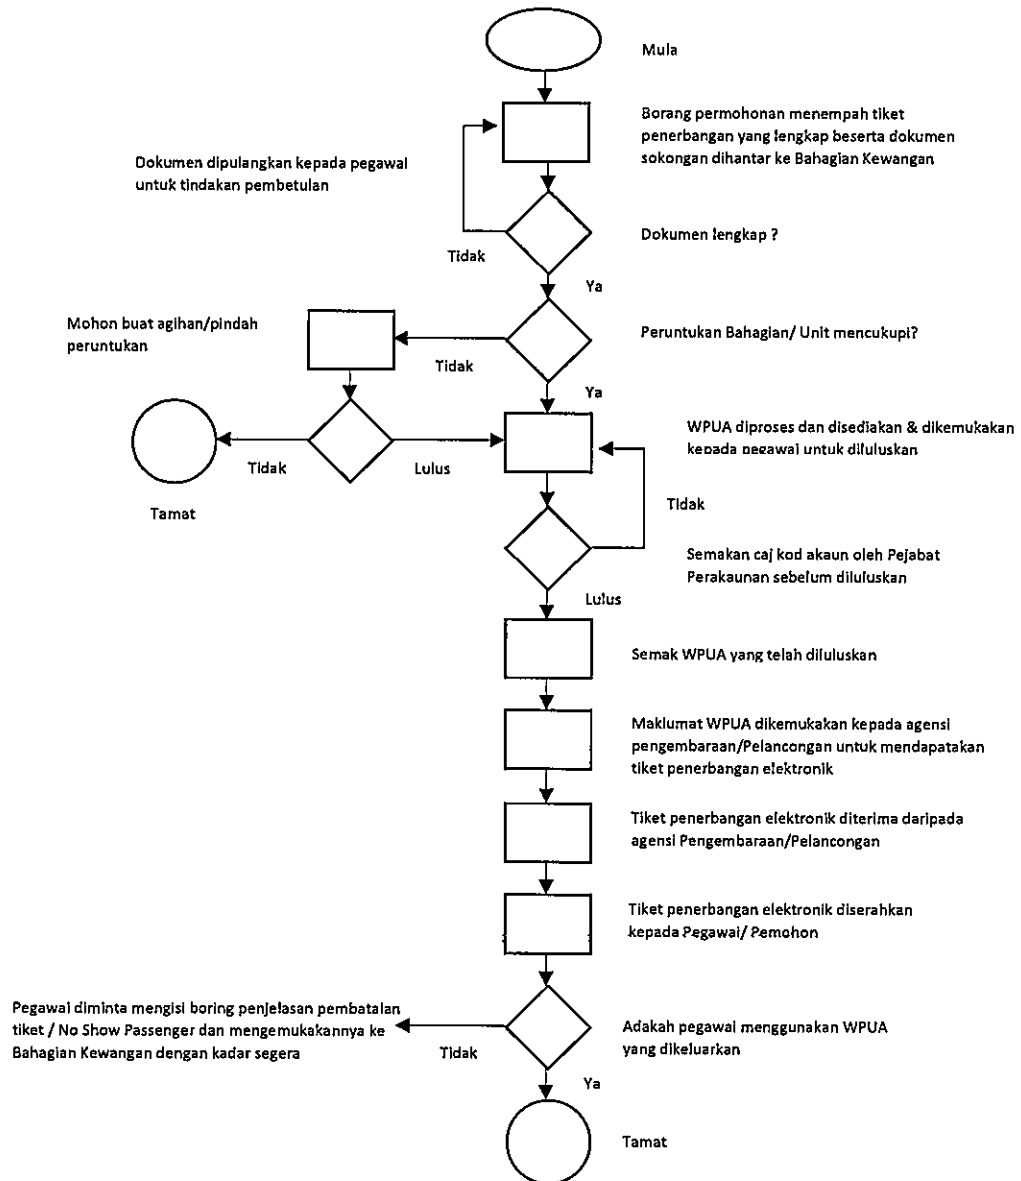 Mula
Borang permohonan menempah tiket
penerbangan yang lengkap beserta dokumen
sokongan dihantar ke Bahagian Kewangan
Dokumen dipulangkan kepada pegawai
untuk tindakan pembetulan
Dokumen lengkap ?
Tidak
Ya
Mohon buat agihan/pindah
peruntukan
Peruntukan Bahagian/ Unit mencukupi?
Tidak
Ya
WPUA diproses dan disediakan & dikemukakan
kepada pegawai untuk diluluskan
Tidak
Lulus
Tamat
Tidak
Semakan caj kod akaun oleh Pejabat
Perakaunan sebelum diluluskan
Lulus
Semak WPUA yang telah diluluskan
Maklumat WPUA dikemukakan kepada agensi
pengembaraan/Pelancongan untuk mendapatakan
tiket penerbangan elektronik
Tiket penerbangan elektronik diterima daripada
agensi Pengembaraan/Pelancongan
Tiket penerbangan elektronik diserahkan
kepada Pegawai/ Pemohon
Pegawai diminta mengisi boring penjelasan pembatalan
tiket / No Show Passenger dan mengemukakannya ke
Bahagian Kewangan dengan kadar segera
Tidak
Adakah pegawai menggunakan WPUA
yang dikeluarkan
Ya
Tamat